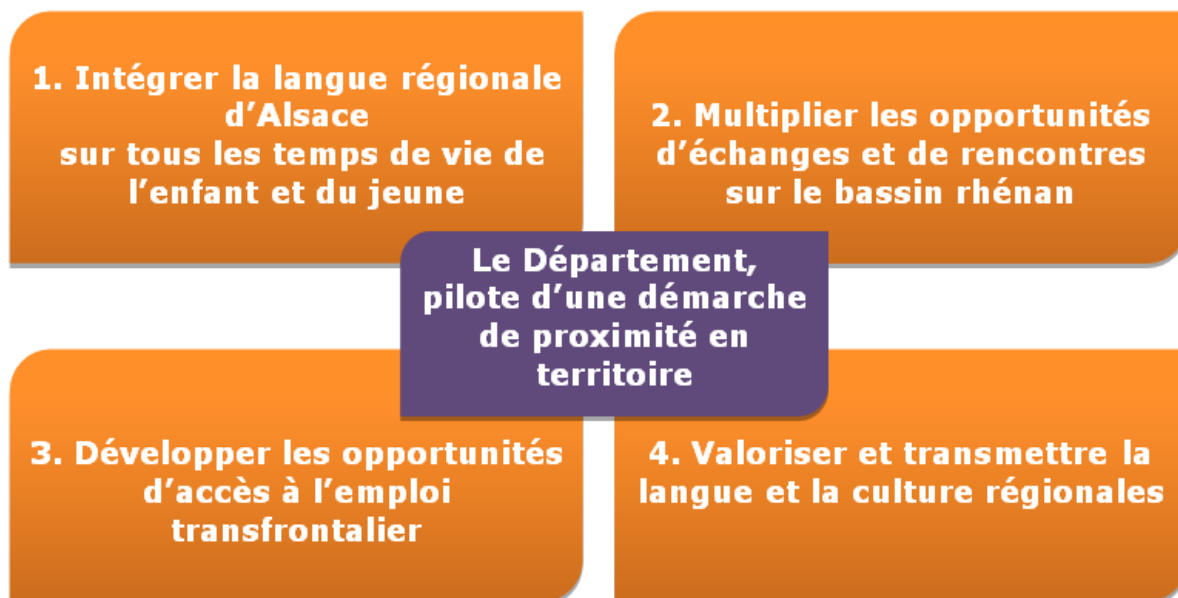 1. Intégrer la langue régionale
d’Alsace
sur tous les temps de vie de
l’enfant et du jeune
2. Multiplier les opportunités
d’échanges et de rencontres
sur le bassin rhénan
Le Département,
pilote d’une démarche
de proximité en
territoire
3. Développer les opportunités
d’accès à l’emploi
transfrontalier
4. Valoriser et transmettre la
langue et la culture régionales